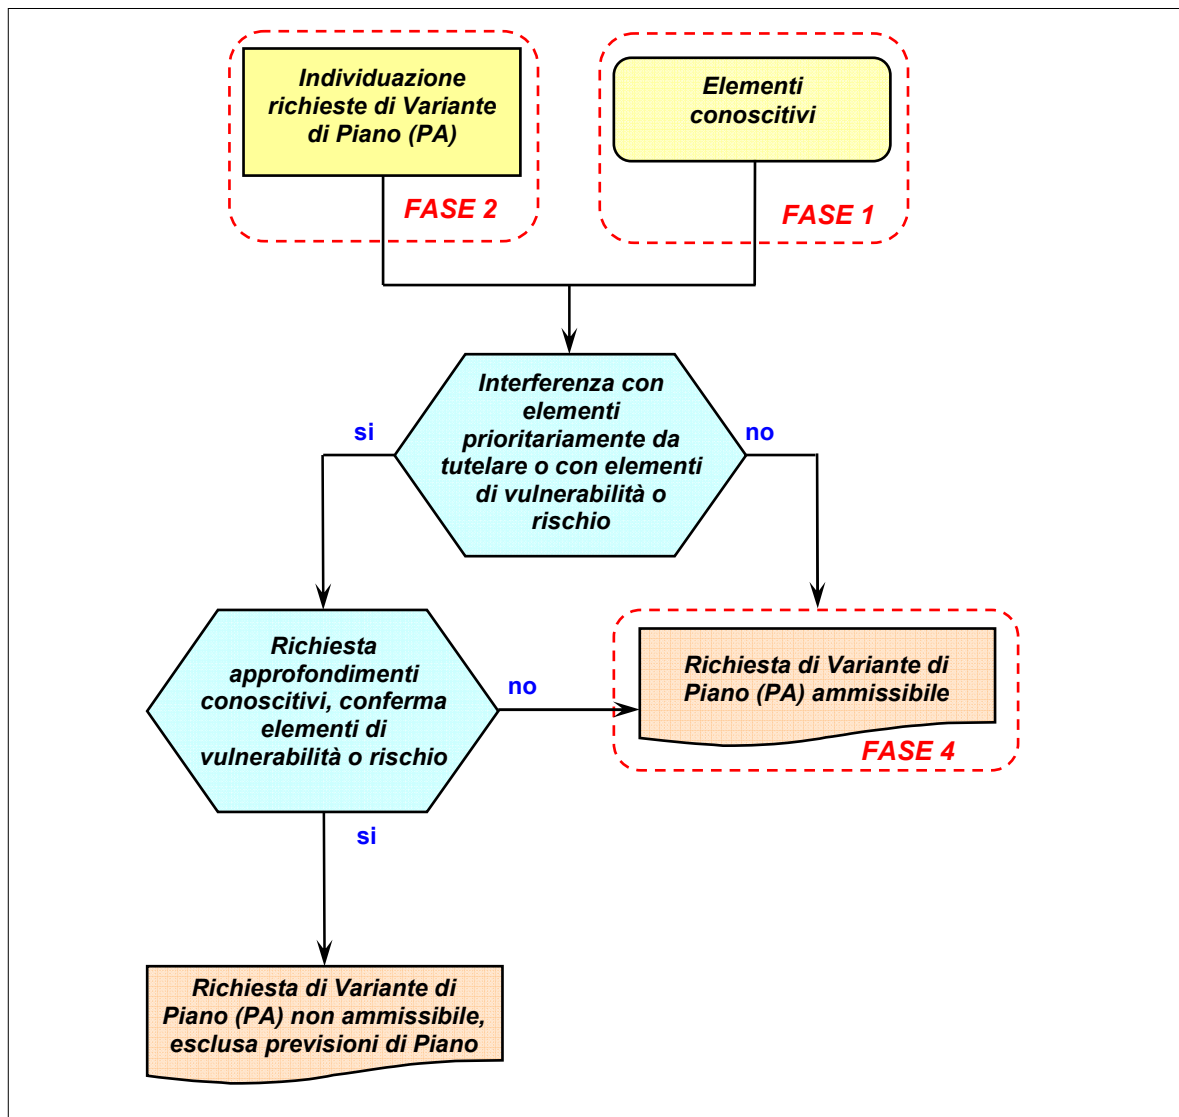 Individuazione
richieste di Variante
di Piano (PA)
FASE 2
Elementi
conoscitivi
FASE 1
Interferenza con
elementi
prioritariamente da
tutelare o con elementi
di vulnerabilità o
rischio
si
no
Richiesta
approfondimenti
conoscitivi, conferma
elementi di
vulnerabilità o rischio
no
Richiesta di Variante di
Piano (PA) ammissibile
FASE 4
si
Richiesta di Variante di
Piano (PA) non ammissibile,
esclusa previsioni di Piano